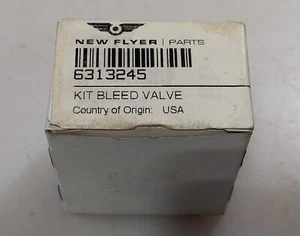 NEW FLYER | PARTS
6313245
KIT BLEED VALVE
Country of Origin: USA